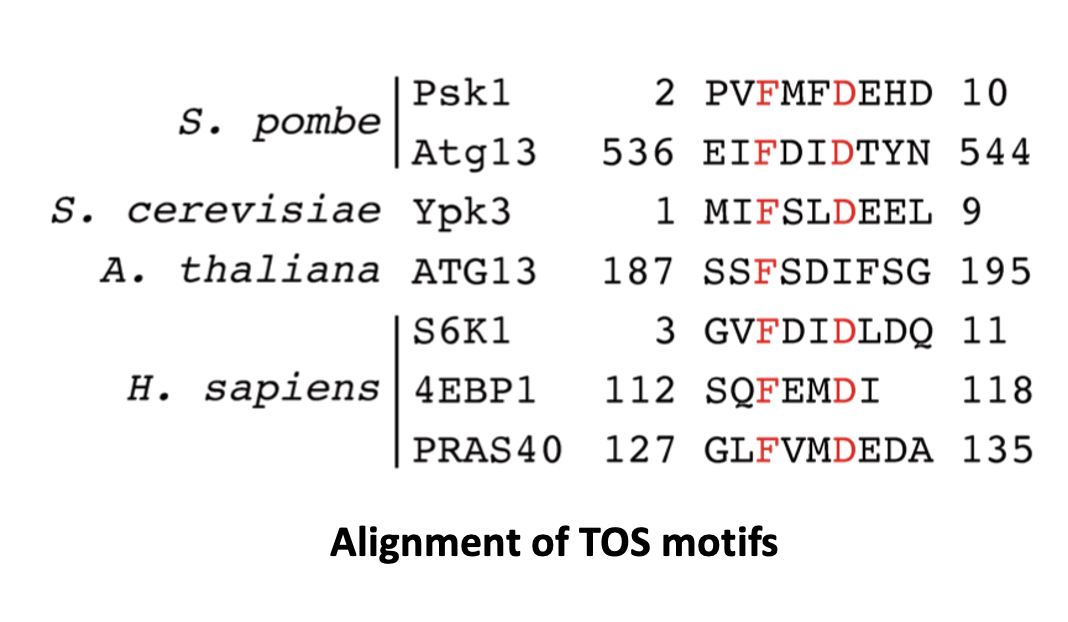 Psk1 2 PVFMFDEHD 10
S. pombe
Atg13 536 EIFDIDTYN 544
S. cerevisiae Ypk3 1 MIFSLDEEL 9
A. thaliana ATG13 187 SSFSDIFSG 195
S6K1 3 GVFDIDLDQ 11
H. sapiens 4EBP1 112 SQFEMDI 118
PRAS40 127 GLFVMDEDA 135
Alignment of TOS motifs